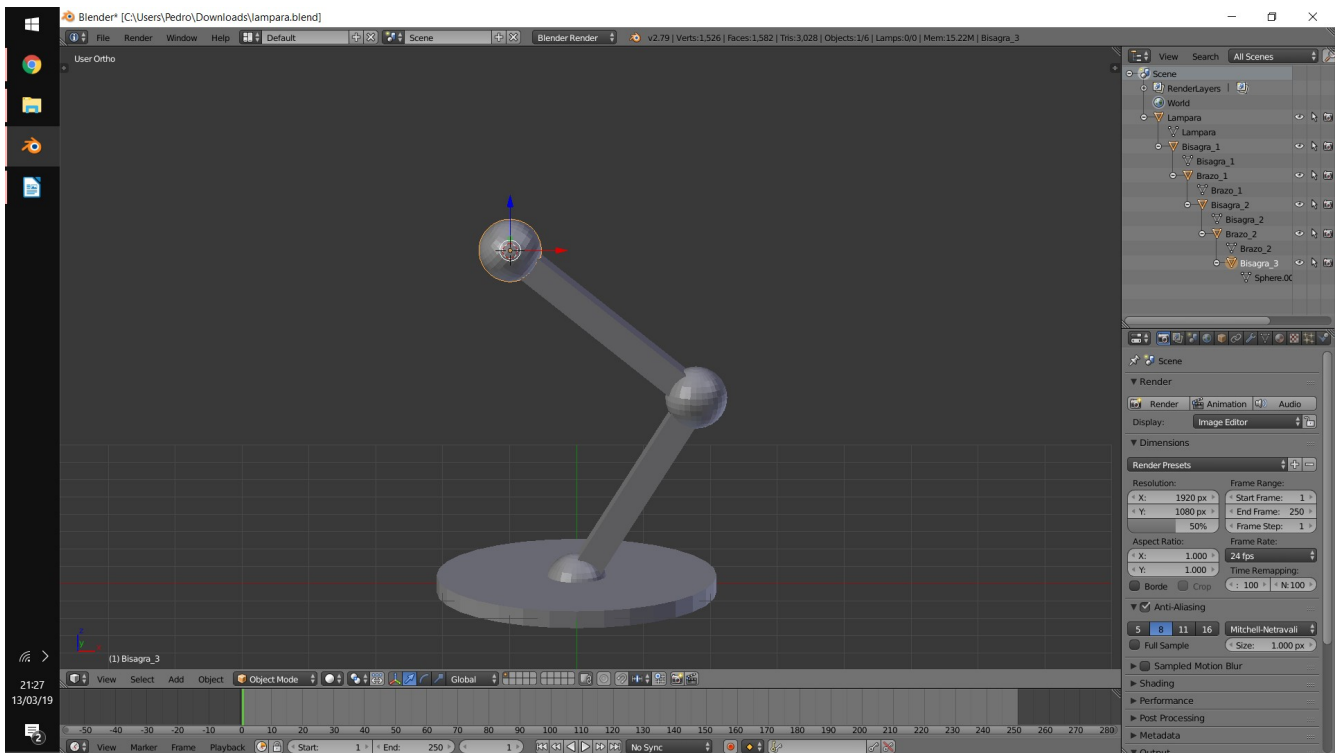 Blender* [C:\Users\Pedro\Downloads\lampara.blend]
File Render Window Help Default Scene Blender Render v2.79 | Verts:1,526 | Faces:1,582 | Tris:3,028 | Objects:1/6 | Lamps:0/0 | Mem:15.22M | Bisagra_3
User Ortho
(1) Bisagra_3
View Select Add Object Object Mode Global
-50 -40 -30 -20 -10 0 10 20 30 40 50 60 70 80 90 100 110 120 130 140 150 160 170 180 190 200 210 220 230 240 250 260 270 280
View Marker Frame Playback Start: 1 End: 250 1 No Sync
View Search All Scenes
Scene
RenderLayers |
World
Lampara
Lampara
Bisagra_1
Bisagra_1
Brazo_1
Brazo_1
Bisagra_2
Bisagra_2
Brazo_2
Brazo_2
Bisagra_3
Sphere.00
Scene
Render
Render Animation Audio
Display: Image Editor
Dimensions
Render Presets
Resolution: Frame Range:
X: 1920 px Start Frame: 1
Y: 1080 px End Frame: 250
50% Frame Step: 1
Aspect Ratio: Frame Rate:
X: 1.000 24 fps
Y: 1.000 Time Remapping:
Borde Crop : 100 N: 100
Anti-Aliasing
5 8 11 16 Mitchell-Netravali
Full Sample Size: 1.000 px
Sampled Motion Blur
Shading
Performance
Post Processing
Metadata
Output
21:27
13/03/19
2